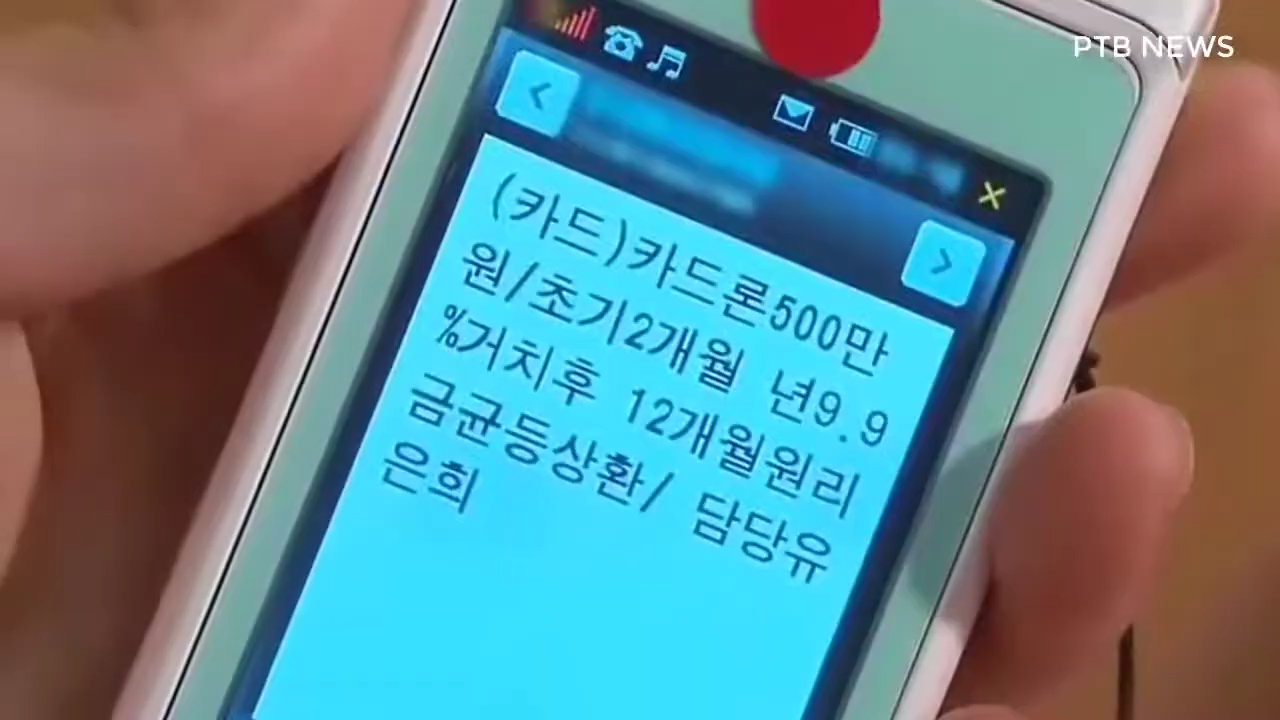 PTB NEWS
(카드)카드론500만
원/초기2개월 년9.9
%거치후 12개월원리
금균등상환/ 담당유
은희